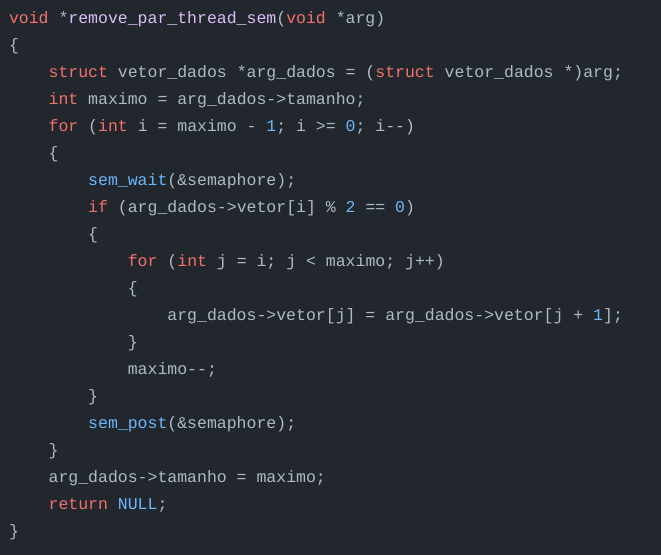 void *remove_par_thread_sem(void *arg)
{
    struct vetor_dados *arg_dados = (struct vetor_dados *)arg;
    int maximo = arg_dados->tamanho;
    for (int i = maximo - 1; i >= 0; i--)
    {
        sem_wait(&semaphore);
        if (arg_dados->vetor[i] % 2 == 0)
        {
            for (int j = i; j < maximo; j++)
            {
                arg_dados->vetor[j] = arg_dados->vetor[j + 1];
            }
            maximo--;
        }
        sem_post(&semaphore);
    }
    arg_dados->tamanho = maximo;
    return NULL;
}